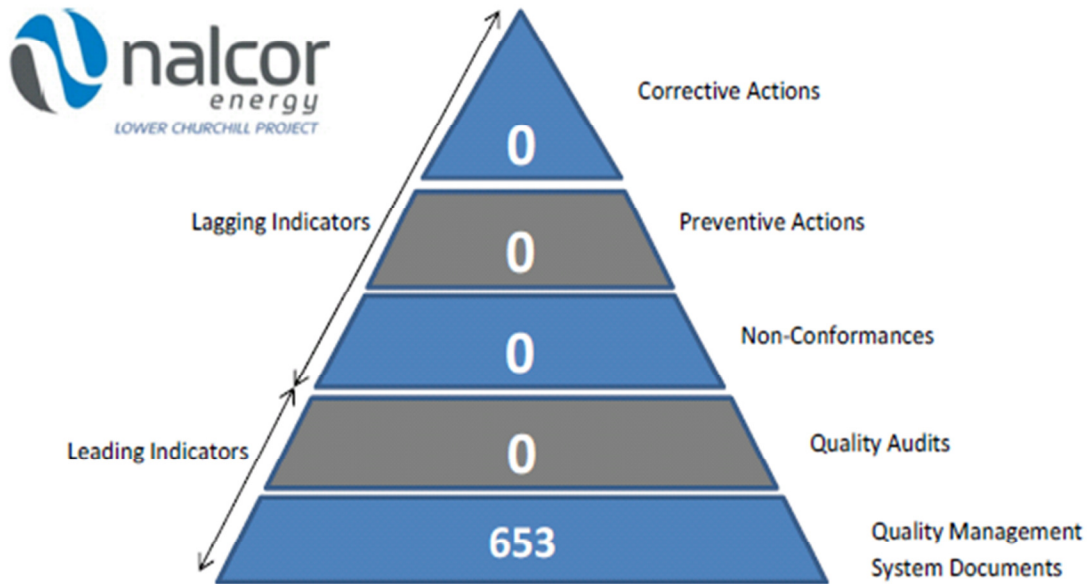 nalcor
energy
LOWER CHURCHILL PROJECT
Corrective Actions
0
Lagging Indicators
Preventive Actions
0
Non-Conformances
0
Leading Indicators
Quality Audits
0
Quality Management
System Documents
653